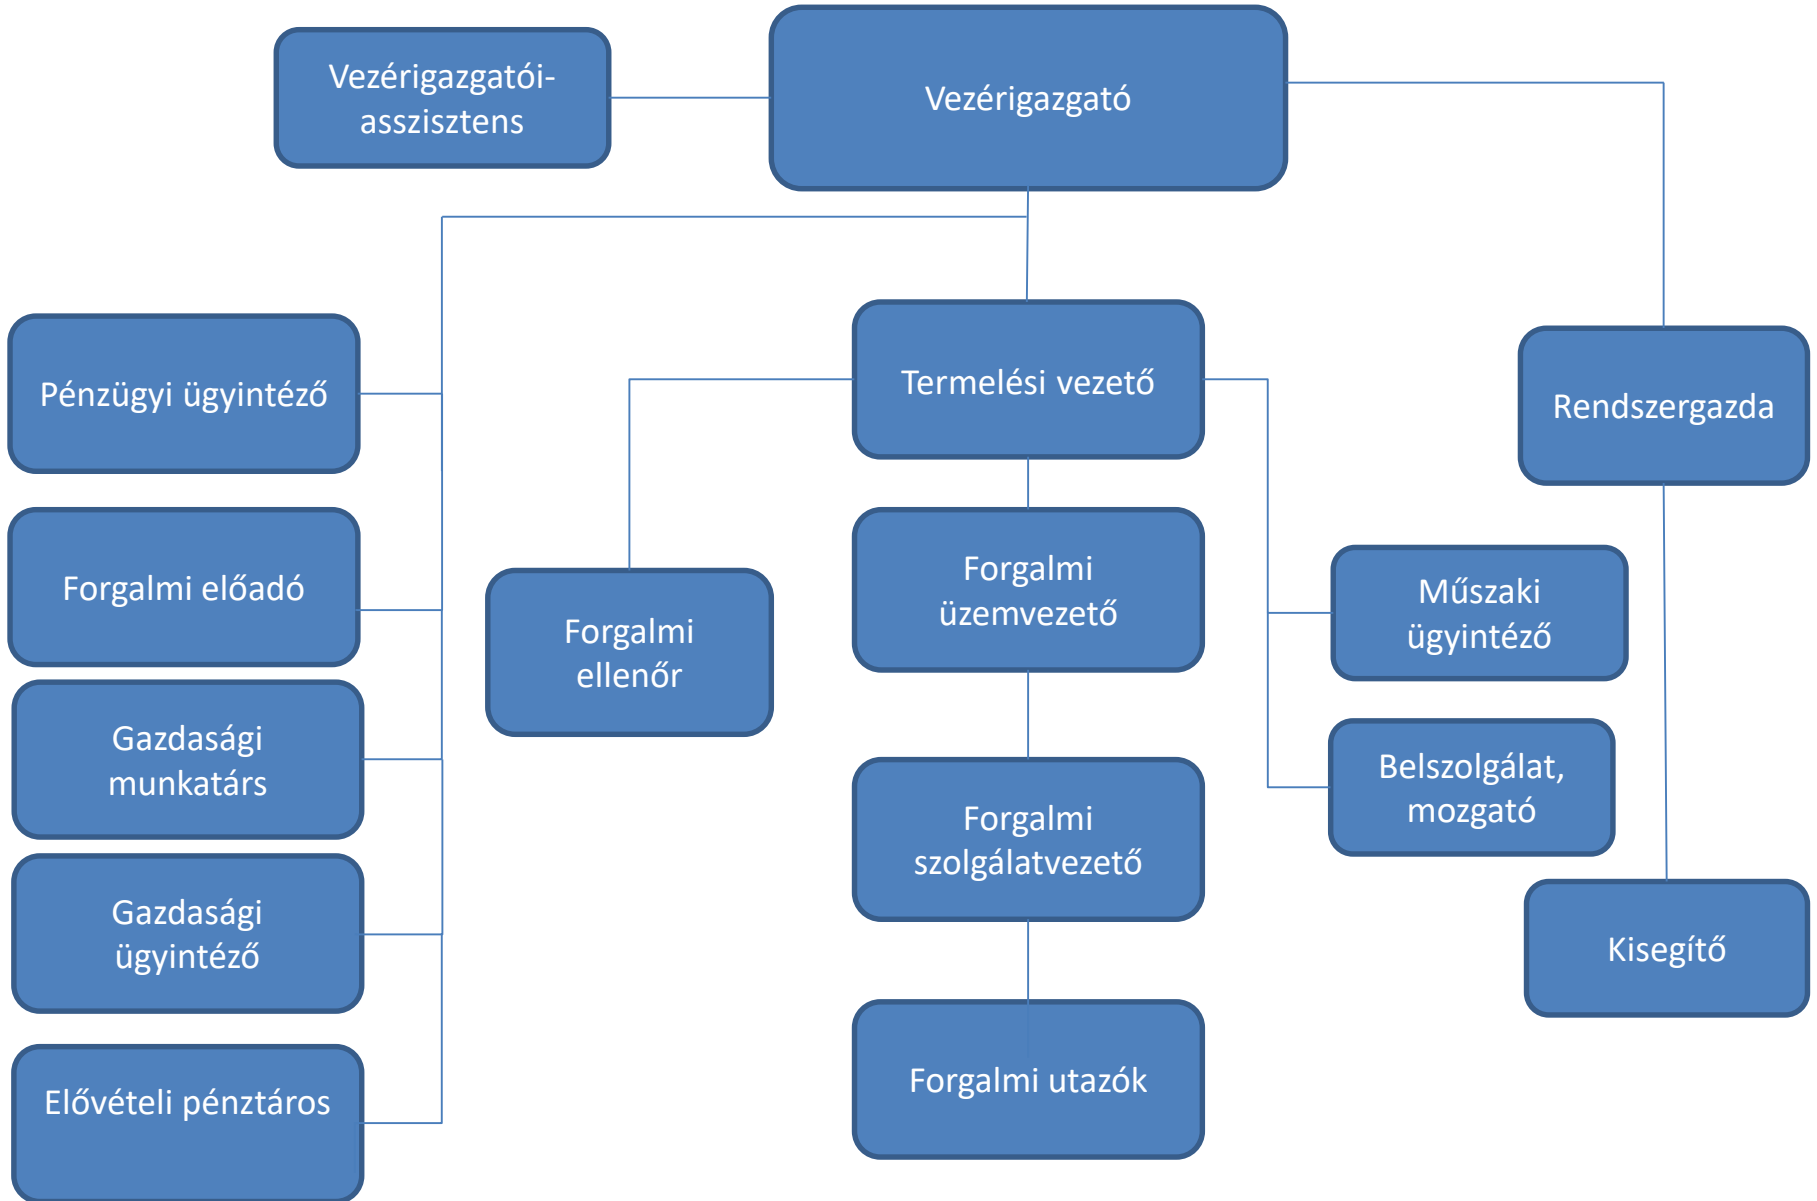 Vezérigazgatói-
asszisztens
Vezérigazgató
Pénzügyi ügyintéző
Termelési vezető
Rendszergazda
Forgalmi előadó
Forgalmi
ellenőr
Forgalmi
üzemvezető
Műszaki
ügyintéző
Gazdasági
munkatárs
Forgalmi
szolgálatvezető
Belszolgálat,
mozgató
Gazdasági
ügyintéző
Kisegítő
Elővételi pénztáros
Forgalmi utazók